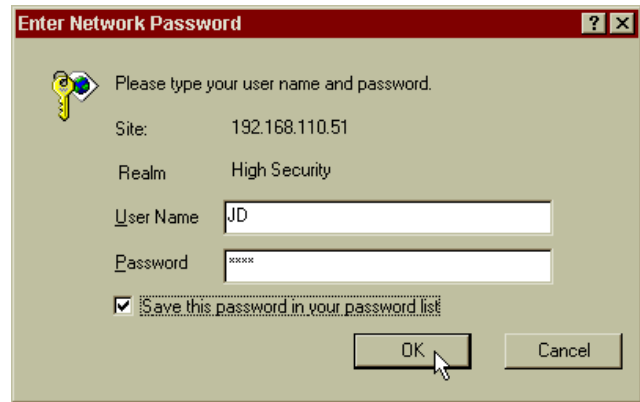 Enter Network Password ? X
Please type your user name and password.
Site: 192.168.110.51
Realm High Security
User Name JD
Password ****
Save this password in your password list
OK Cancel